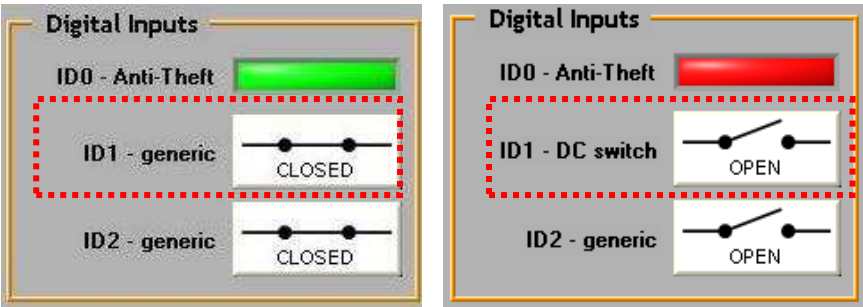 Digital Inputs
ID0 - Anti-Theft
ID1 - generic
CLOSED
ID2 - generic
CLOSED
Digital Inputs
ID0 - Anti-Theft
ID1 - DC switch
OPEN
ID2 - generic
OPEN